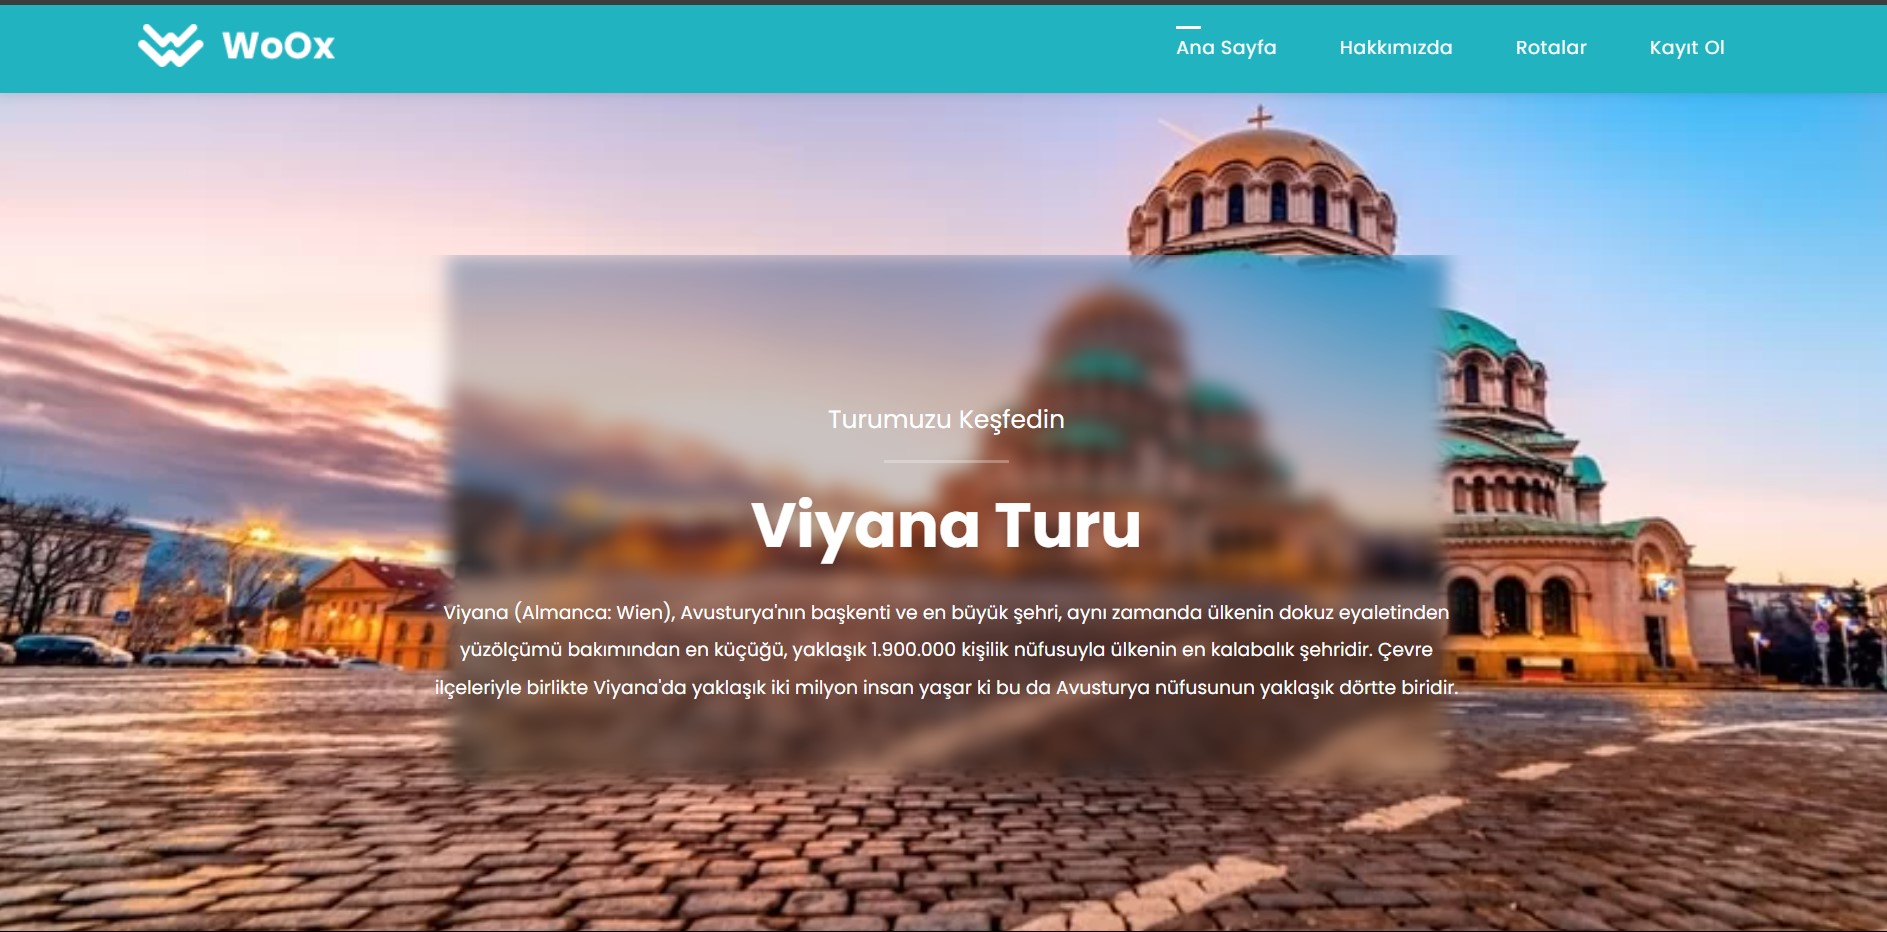 WoOx
Ana Sayfa
Hakkımızda
Rotalar
Kayıt Ol
Turumuzu Keşfedin
Viyana Turu
Viyana (Almanca: Wien), Avusturya'nın başkenti ve en büyük şehri, aynı zamanda ülkenin dokuz eyaletinden
yüzölçümü bakımından en küçüğü, yaklaşık 1.900.000 kişilik nüfusuyla ülkenin en kalabalık şehridir. Çevre
ilçeleriyle birlikte Viyana'da yaklaşık iki milyon insan yaşar ki bu da Avusturya nüfusunun yaklaşık dörtte biridir.